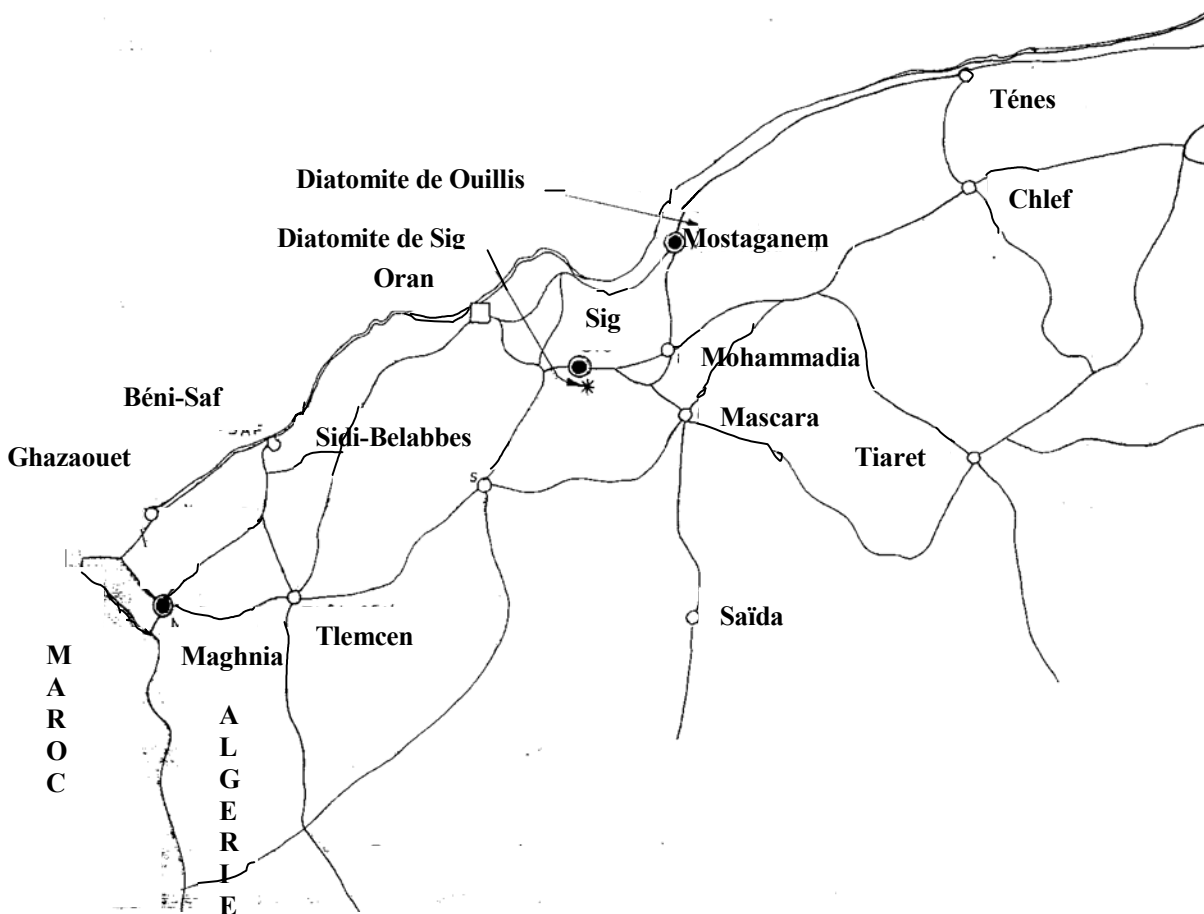 Ténes
Diatomite de Ouillis
Chlef
Diatomite de Sig
Mostaganem
Oran
Sig
Mohammadia
Béni-Saf
Mascara
Sidi-Belabbes
Ghazaouet
Tiaret
S
Saïda
Tlemcen
Maghnia
M
A
R
O
C
A
L
G
E
R
I
E